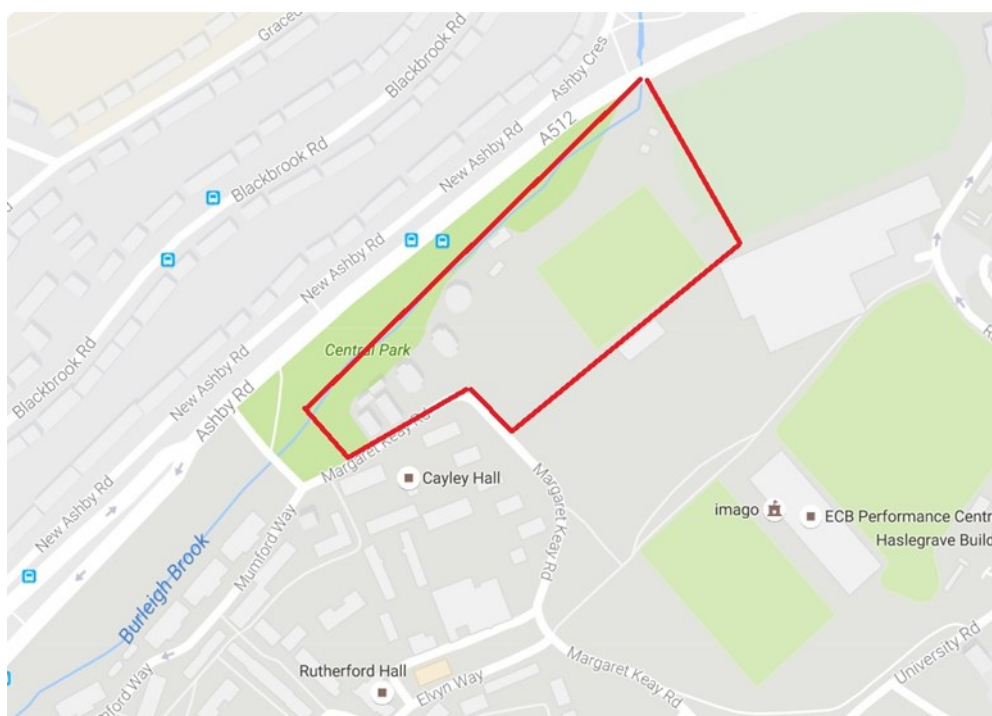 Graced
Blackbrook Rd
Ashby Cres
A512
New Ashby Rd
Blackbrook Rd
New Ashby Rd
Central Park
Blackbrook Rd
New Ashby Rd
Ashby Rd
Margaret Keay Rd
Cayley Hall
New Ashby Rd
Mumford Way
Margaret Keay Rd
imago
ECB Performance Centr
Haslegrave Build
Burleigh Brook
Rutherford Hall
Elvyn Way
Margaret Keay Rd
University Rd
mford Way